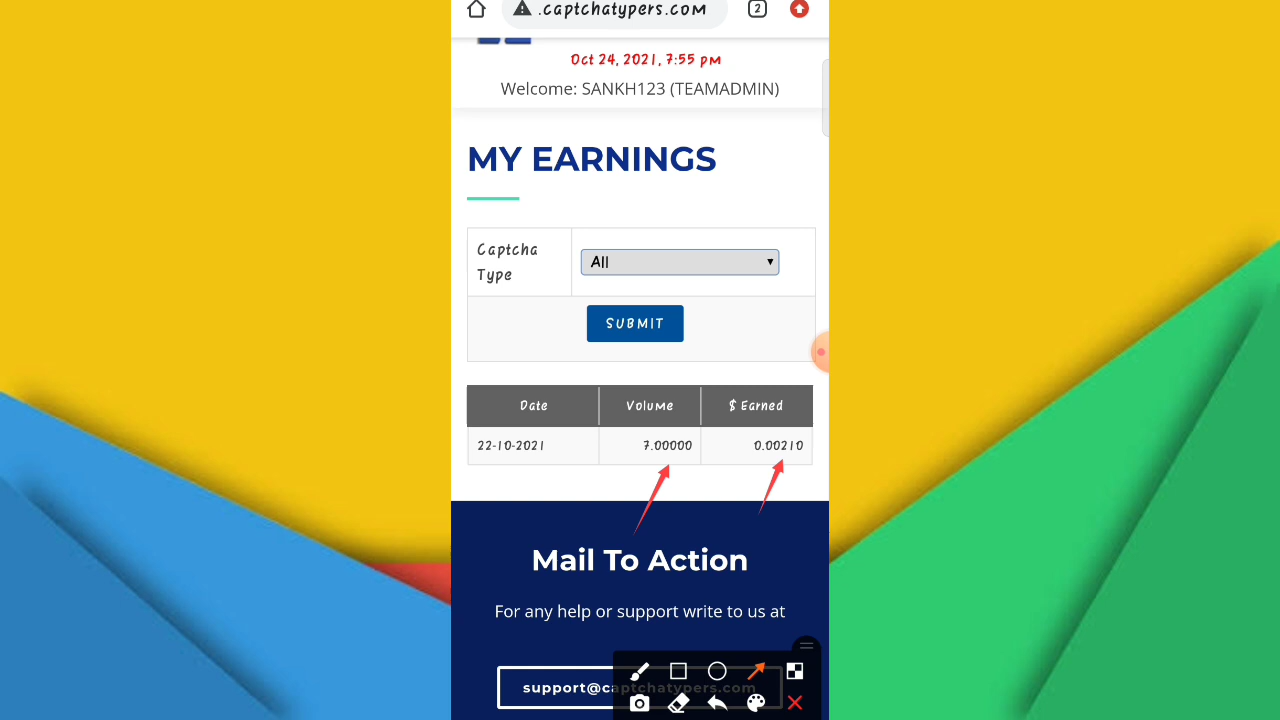 .captchatypers.com
2
Oct 24, 2021, 7:55 pm
Welcome: SANKH123 (TEAMADMIN)
MY EARNINGS
Captcha Type
All
SUBMIT
Date Volume $ Earned
22-10-2021 7.00000 0.00210
Mail To Action
For any help or support write to us at
support@captchatypers.com